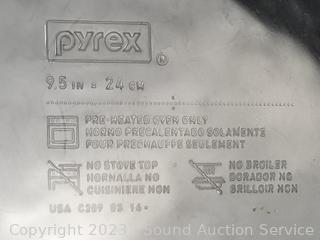 pyrex ®
9.5 IN = 24 CM
PRE-HEATED OVEN ONLY
HORNO PRECALENTADO SOLAMENTE
FOUR PRECHAUFFE SEULEMENT
NO STOVE TOP
HORNALLA NO
CUISINIERE NON
NO BROILER
DORADOR NO
GRILLOIR NON
USA C209 03 14
Copyright 2023 Sound Auction Service